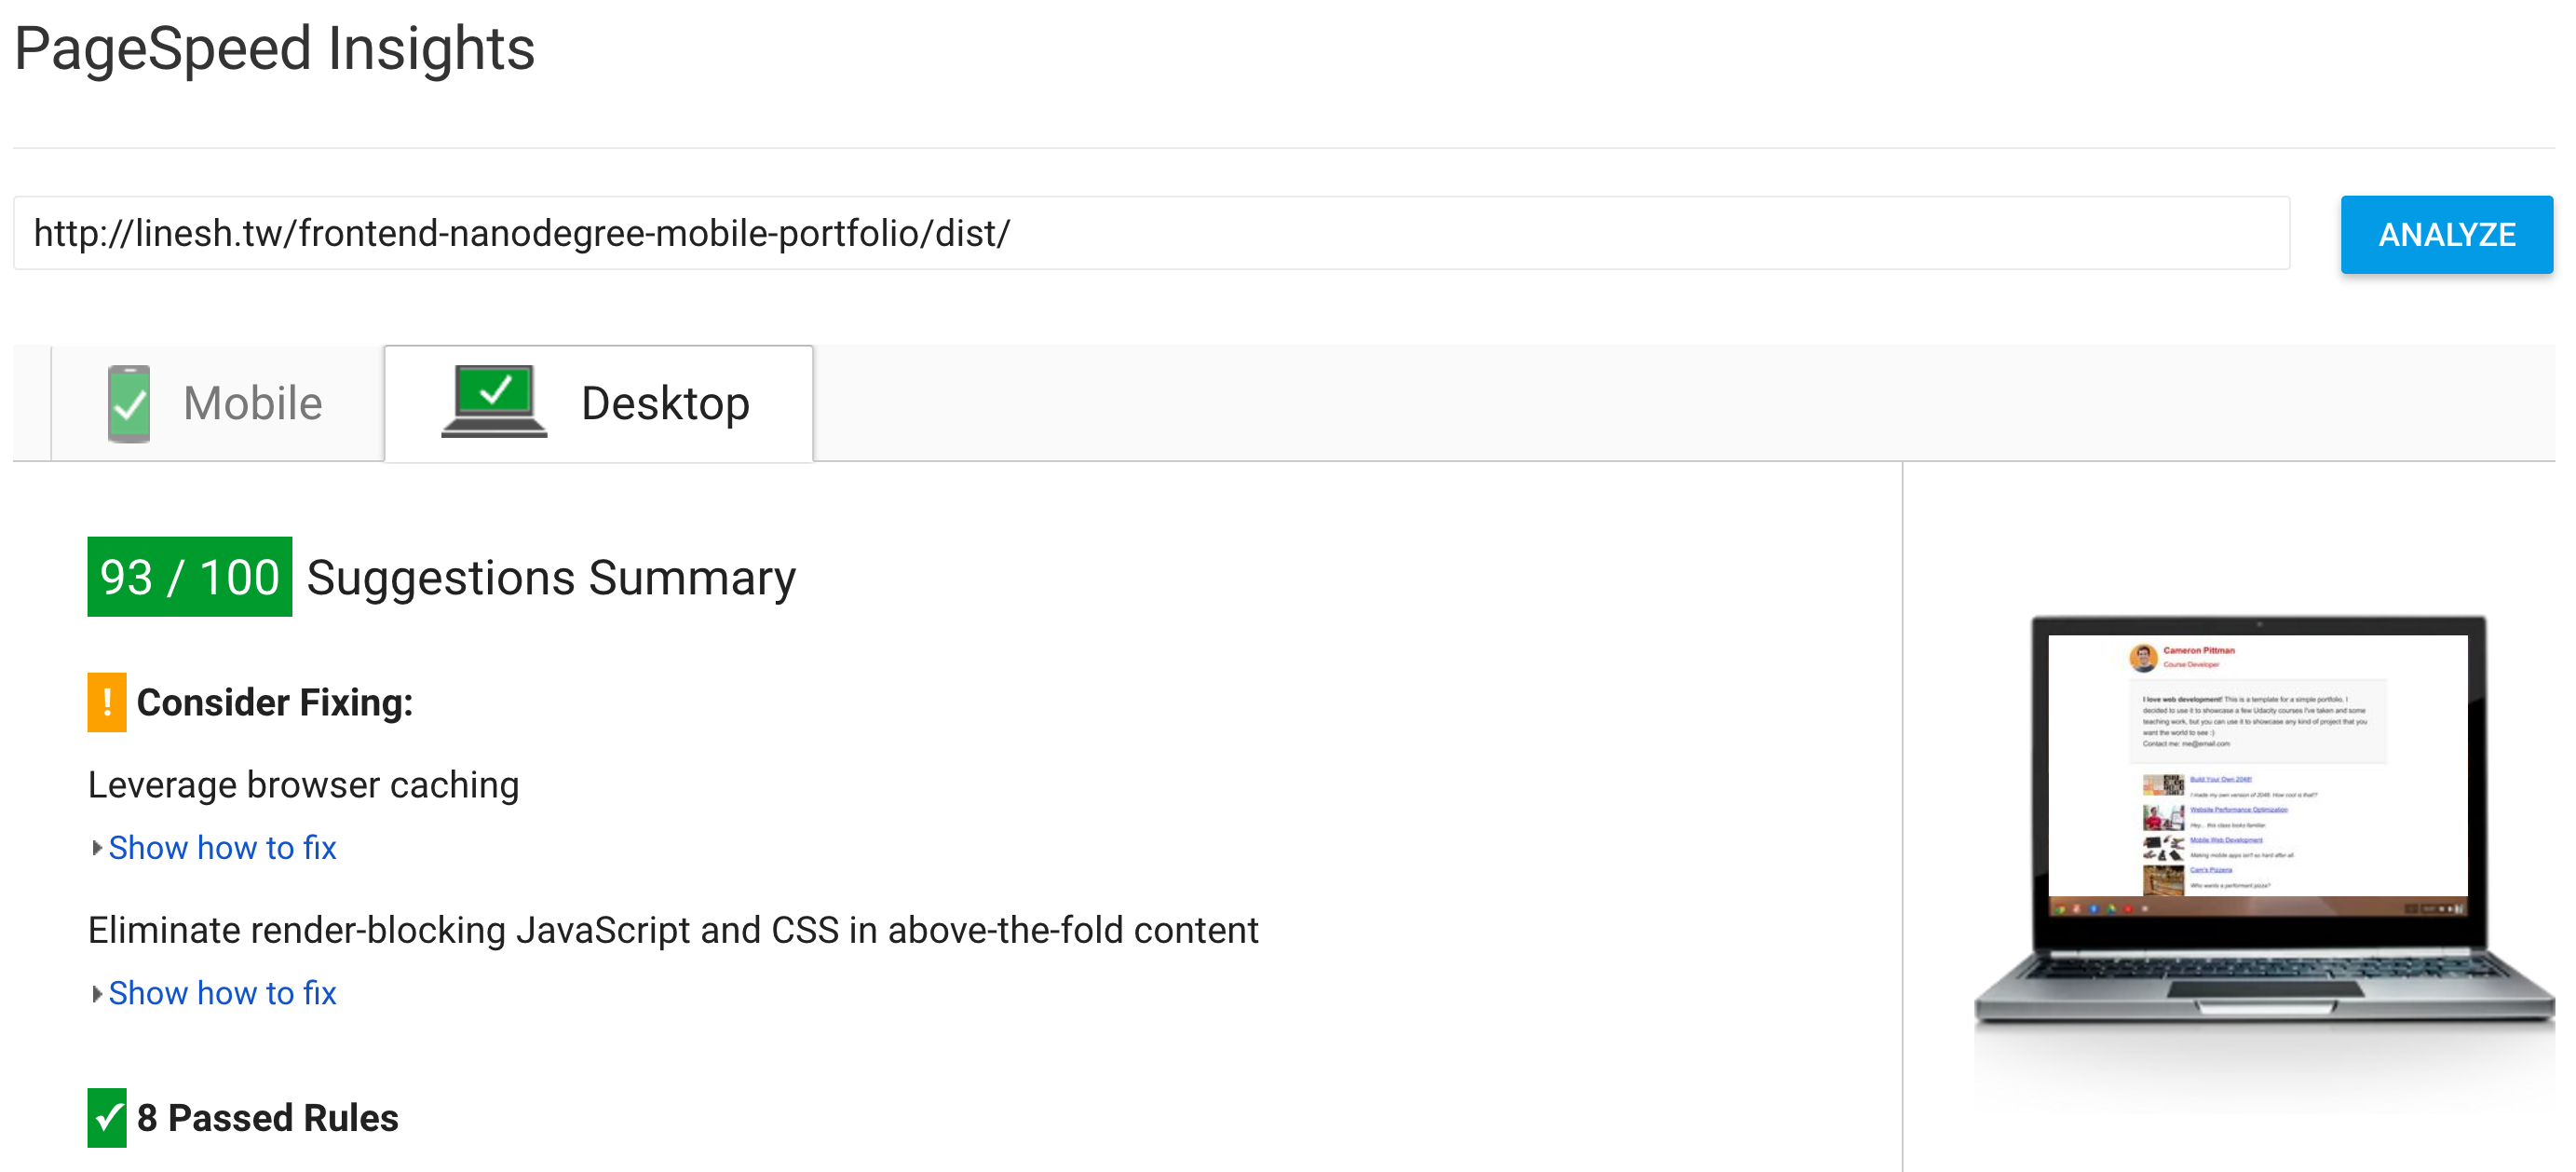 PageSpeed Insights
http://linesh.tw/frontend-nanodegree-mobile-portfolio/dist/
ANALYZE
Mobile
Desktop
93 / 100 Suggestions Summary
! Consider Fixing:
Leverage browser caching
Show how to fix
Eliminate render-blocking JavaScript and CSS in above-the-fold content
Show how to fix
8 Passed Rules
Cameron Pittman
Course Developer
I love web development! This is a template for a simple portfolio. I
decided to use it to showcase a few Udacity courses I've taken and some
teaching work, but you can use it to showcase any kind of project that you
want the world to see :)
Contact me: me@email.com
Build Your Own 2048!
I made my own version of 2048. How cool is that?
Website Performance Optimization
Hey... this class looks familiar.
Mobile Web Development
Making mobile apps isn't so hard after all.
Cam's Pizzeria
Who wants a performant pizza?